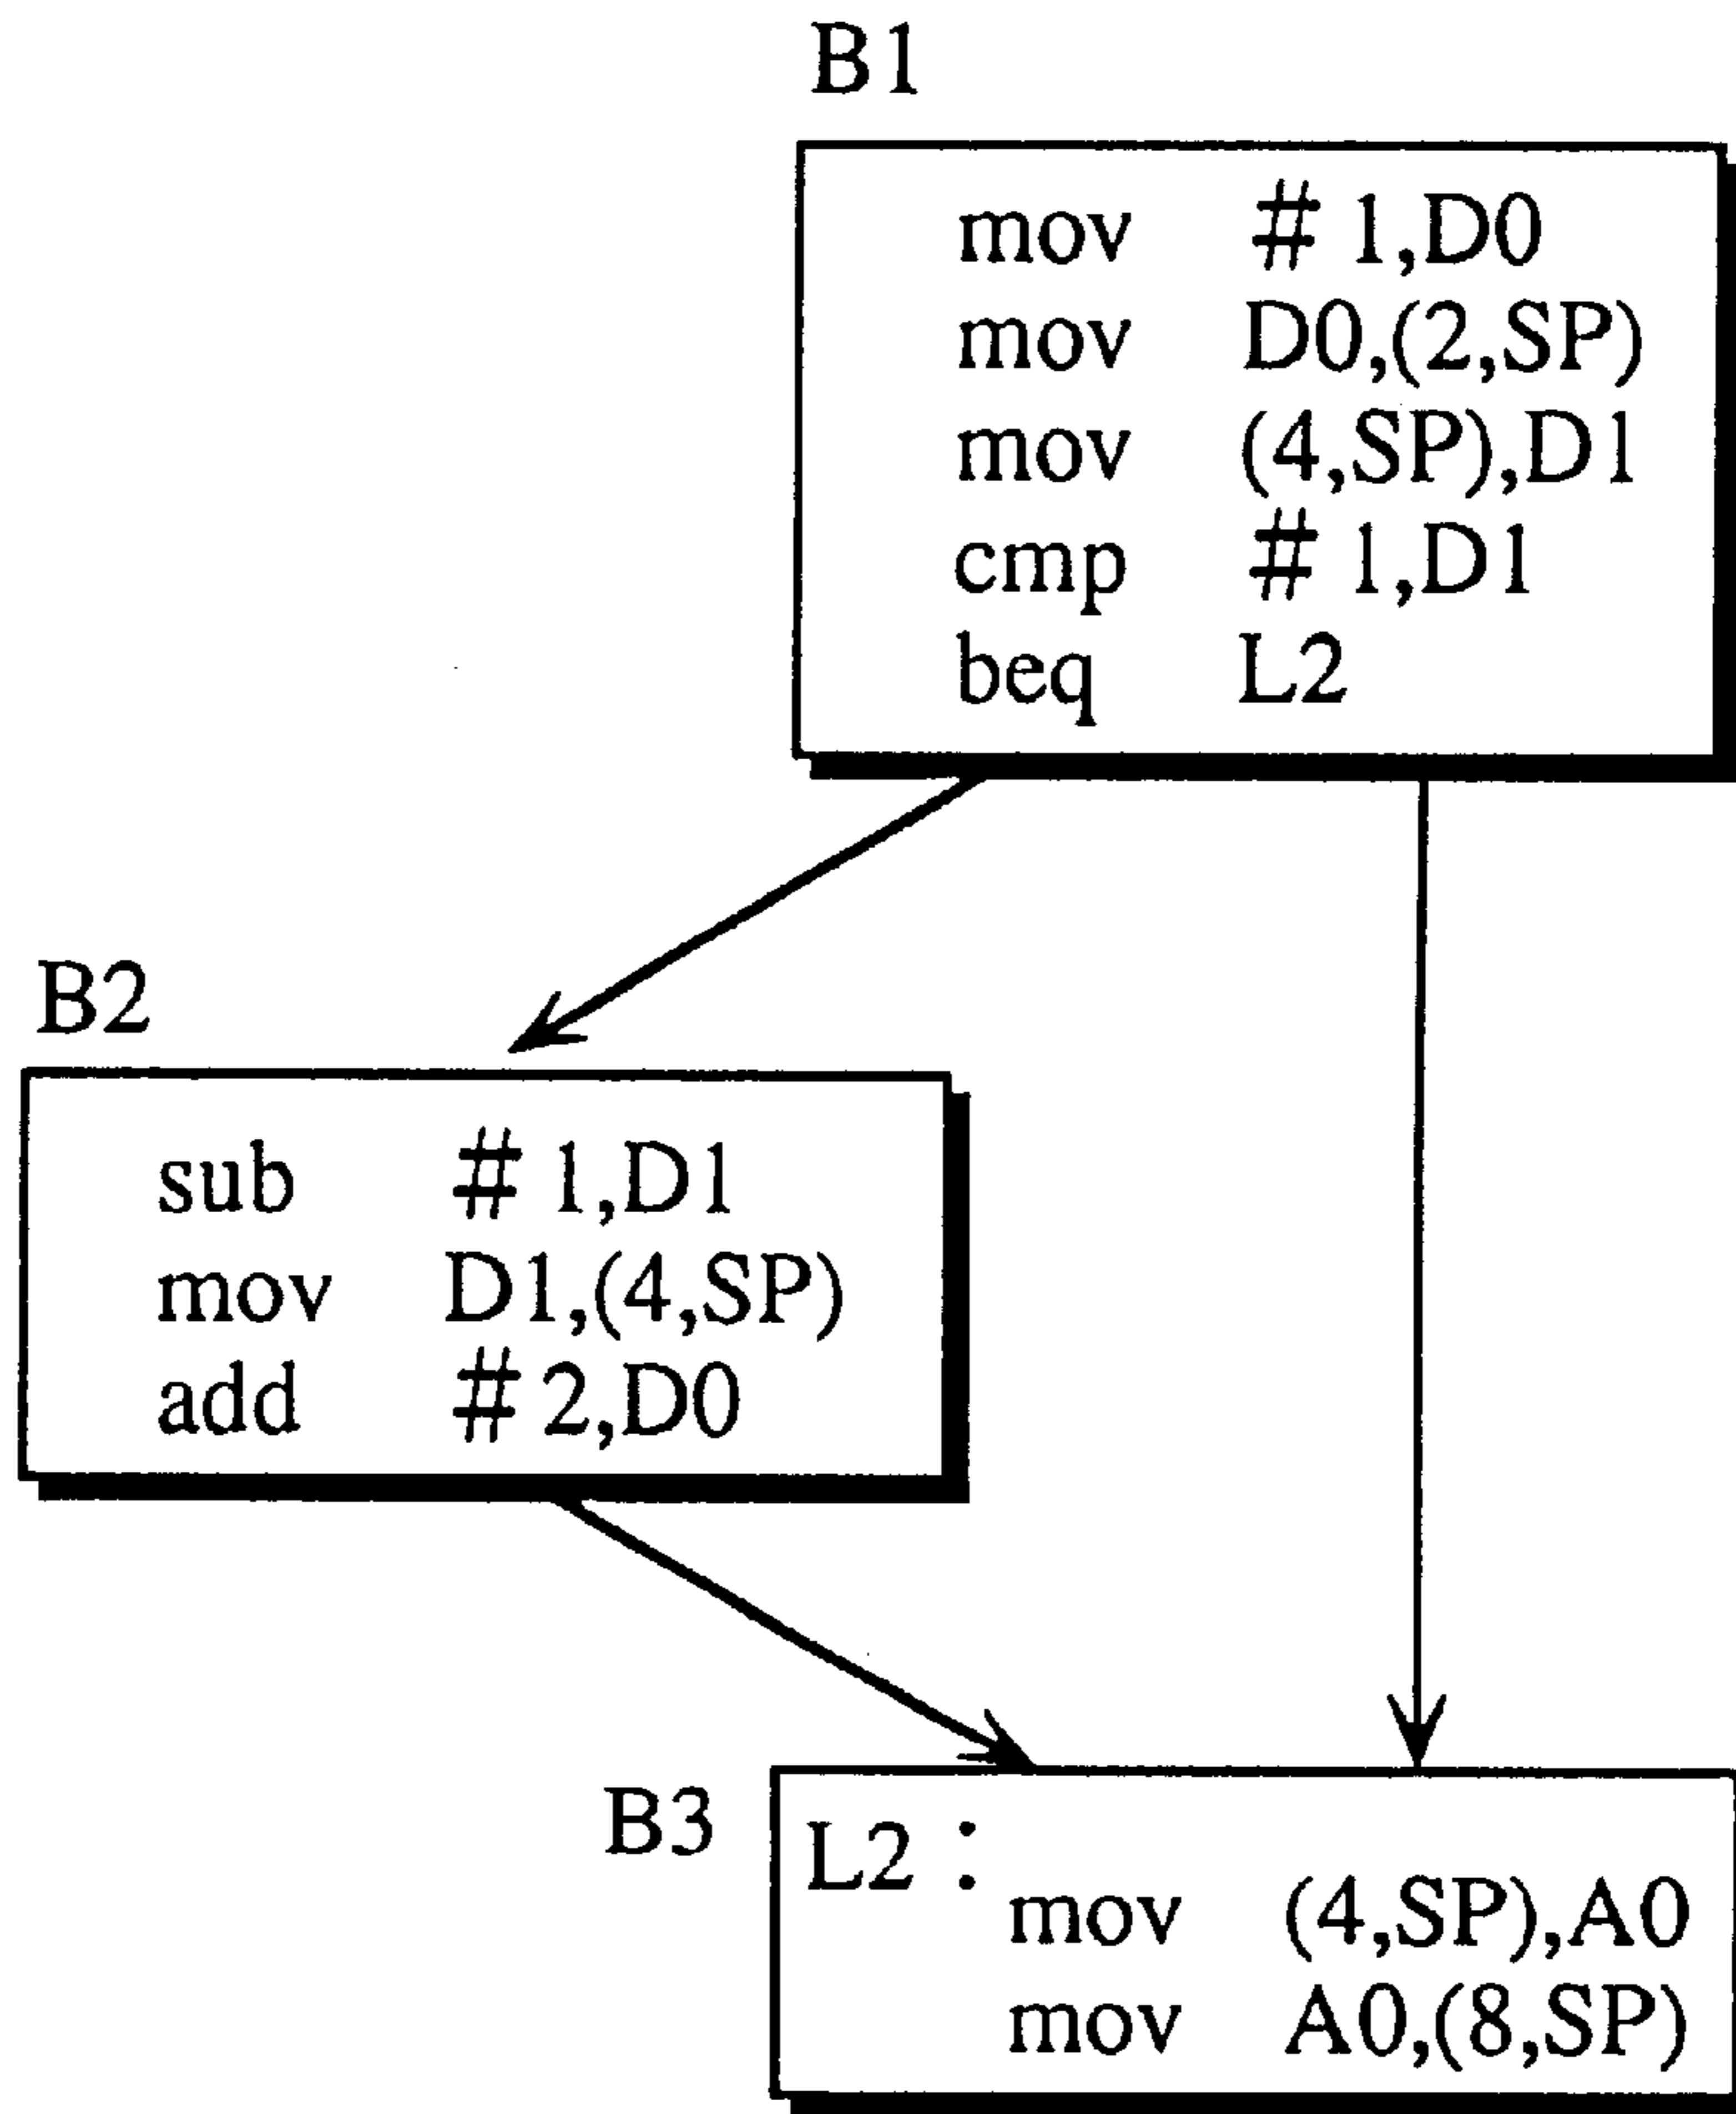 B1
mov # 1,D0
mov D0,(2,SP)
mov (4,SP),D1
cmp # 1,D1
beq L2
B2
sub # 1,D1
mov D1,(4,SP)
add # 2,D0
B3
L2 :
mov (4,SP),A0
mov A0,(8,SP)